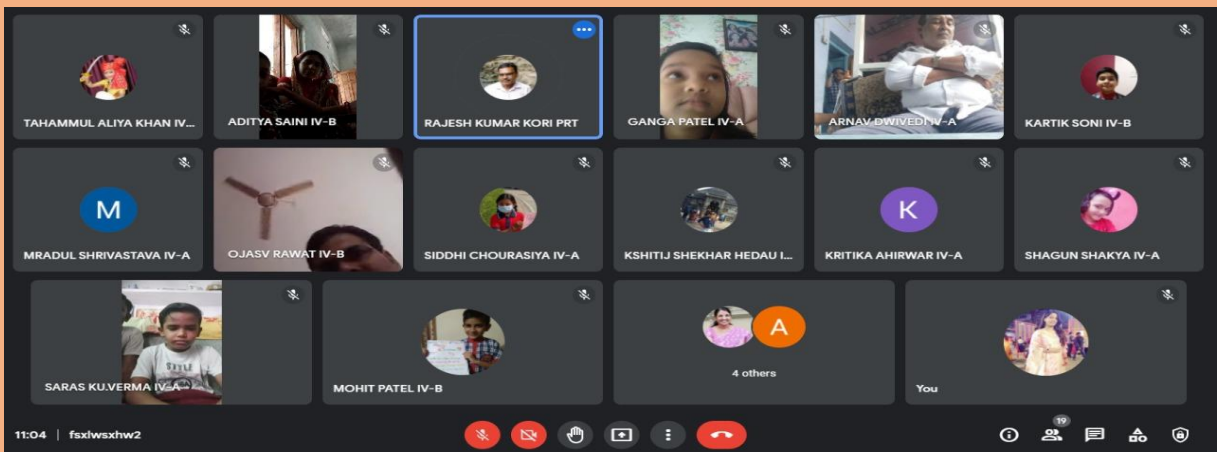 TAHAMMUL ALIYA KHAN IV...
ADITYA SAINI IV-B
RAJESH KUMAR KORI PRT
GANGA PATEL IV-A
ARNAV DWIVEDI IV-A
KARTIK SONI IV-B
M
MRADUL SHRIVASTAVA IV-A
OJASV RAWAT IV-B
SIDDHI CHOURASIYA IV-A
KSHITIJ SHEKHAR HEDAU I...
K
KRITIKA AHIRWAR IV-A
SHAGUN SHAKYA IV-A
STYLE
SARAS KU.VERMA IV-A
MOHIT PATEL IV-B
A
4 others
You
11:04 | fsxlwsxhw2
19